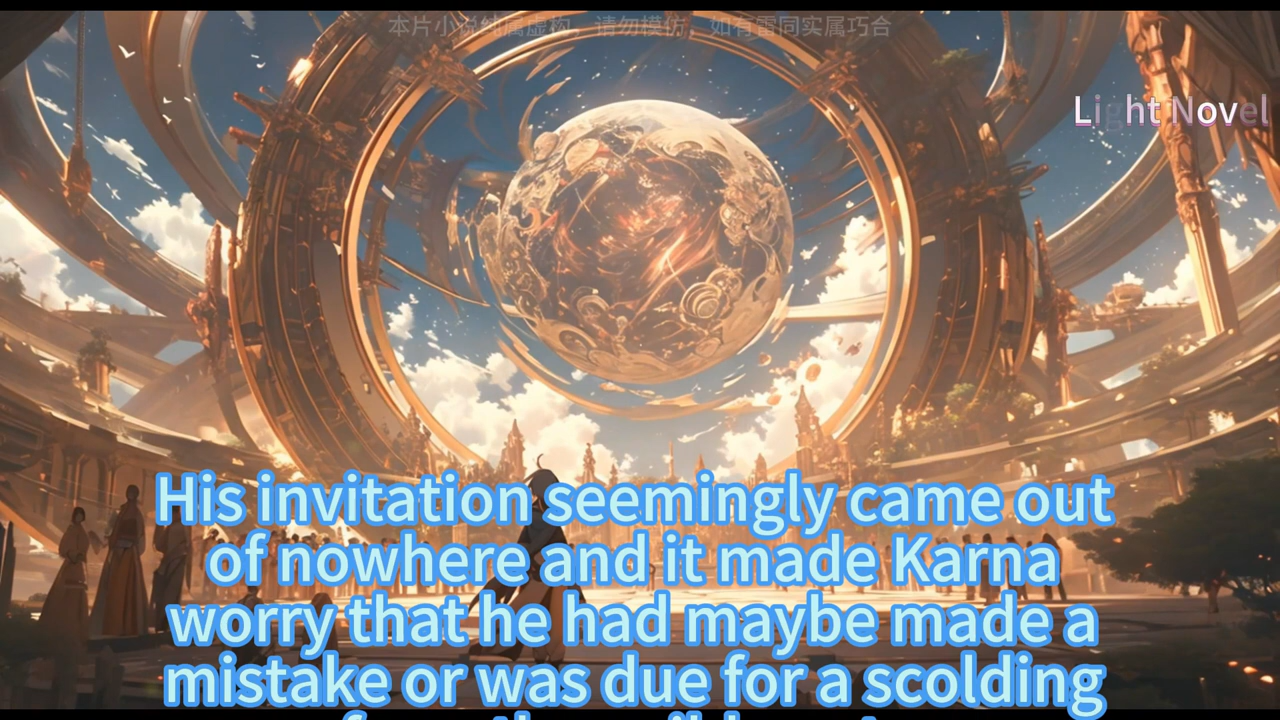 本片小说纯属虚构，请勿模仿，如有雷同实属巧合
Light Novel
His invitation seemingly came out
of nowhere and it made Karna
worry that he had maybe made a
mistake or was due for a scolding